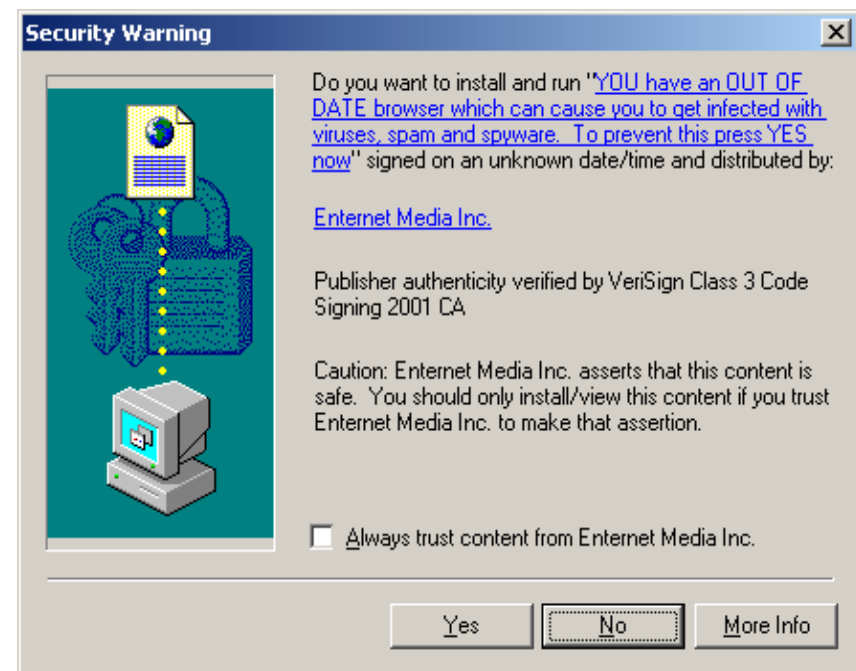 Security Warning
Do you want to install and run "YOU have an OUT OF
DATE browser which can cause you to get infected with
viruses, spam and spyware.  To prevent this press YES
now" signed on an unknown date/time and distributed by:
Enternet Media Inc.
Publisher authenticity verified by VeriSign Class 3 Code
Signing 2001 CA
Caution: Enternet Media Inc. asserts that this content is
safe.  You should only install/view this content if you trust
Enternet Media Inc. to make that assertion.
Always trust content from Enternet Media Inc.
Yes
No
More Info